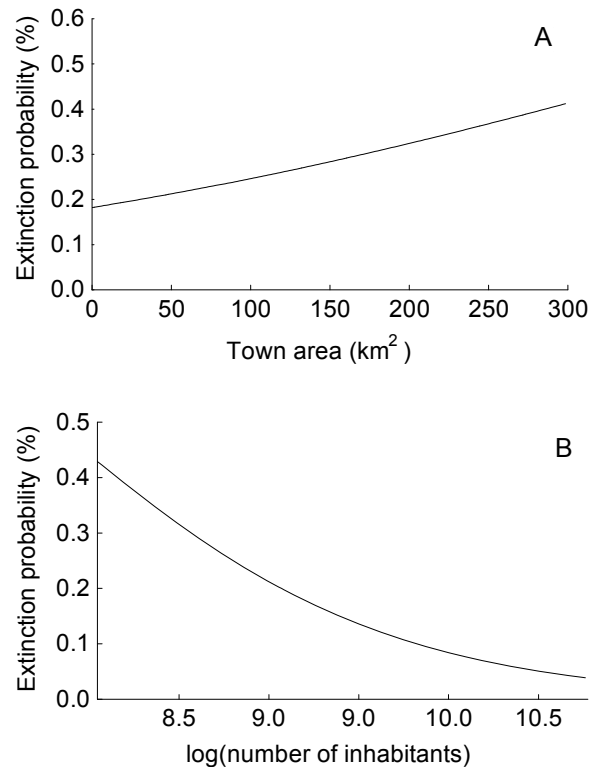 A
Extinction probability (%)
0.6
0.5
0.4
0.3
0.2
0.1
0.0
0 50 100 150 200 250 300
Town area (km²)
B
Extinction probability (%)
0.5
0.4
0.3
0.2
0.1
0.0
8.5 9.0 9.0 10.0 10.5
log(number of inhabitants)